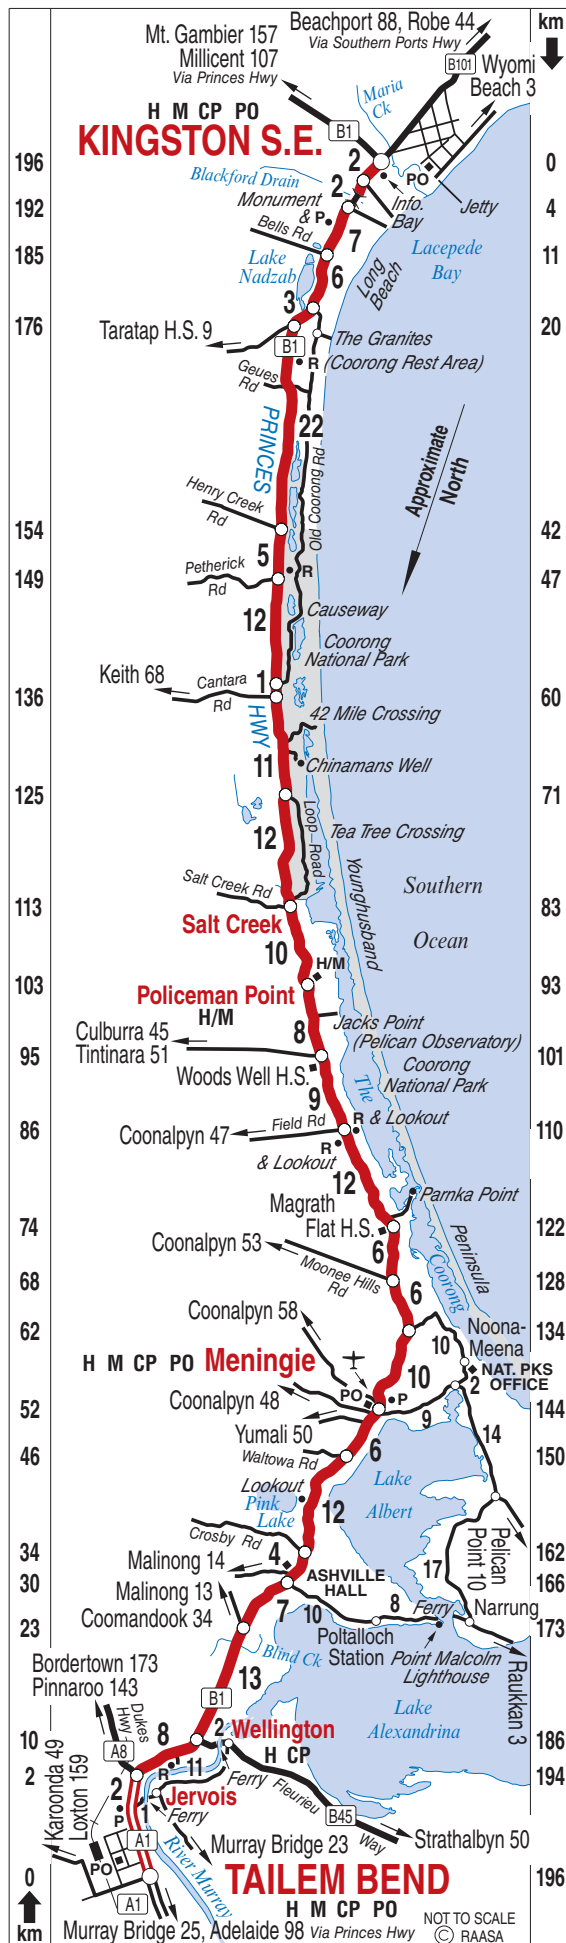 km
Beachport 88, Robe 44
Via Southern Ports Hwy
Mt. Gambier 157
Millicent 107
Via Princes Hwy
B101
Wyomi
Beach 3
Maria
Ck
H M CP PO
B1
KINGSTON S.E.
196
2
0
Blackford Drain
2
PO
Info.
Bay
Jetty
192
Monument
& P
4
Bells Rd
7
185
11
Lake
Nadzab
6
Long
Beach
Lacepede
Bay
3
176
20
Taratap H.S. 9
B1
The Granites
R (Coorong Rest Area)
Geues
Rd
PRINCES
22
Old Coorong Rd
Approximate
North
Henry Creek
Rd
154
42
5
Petherick
Rd
R
149
47
12
Causeway
Coorong
National Park
Keith 68
Cantara
Rd
1
136
60
HWY
42 Mile Crossing
11
Chinamans Well
125
71
12
Loop Road
Tea Tree Crossing
Younghusband
Salt Creek Rd
Southern
Ocean
113
83
Salt Creek
10
H/M
103
Policeman Point
93
H/M
Jacks Point
(Pelican Observatory)
Culburra 45
Tintinara 51
8
95
101
Woods Well H.S.
Coorong
National Park
The
9
86
R & Lookout
110
Coonalpyn 47
Field Rd
R
& Lookout
12
Parnka Point
Magrath
Flat H.S.
74
122
Coonalpyn 53
6
Peninsula
Moonee Hills
Rd
68
128
6
Coorong
62
134
Coonalpyn 58
10
Noona-
Meena
H M CP PO Meningie
10
NAT. PKS
OFFICE
Coonalpyn 48
PO
P
2
52
144
9
Yumali 50
14
46
Waltowa Rd
6
150
Lookout
Pink
Lake
12
Lake
Albert
Crosby Rd
34
162
4
Pelican
Point 10
Malinong 14
ASHVILLE
HALL
17
30
166
Malinong 13
Coomandook 34
7
10
8
Ferry
Narrung
23
173
Poltalloch
Station
Point Malcolm
Lighthouse
Blind Ck
Raukkan 3
Bordertown 173
Pinnaroo 143
13
B1
Lake
Alexandrina
Dukes
Hwy
A8
8
2
Wellington
10
186
H CP
R
11
2
194
Karoonda 49
Loxton 159
2
Jervois
Ferry
Fleurieu
Way
B45
P
1
Ferry
A1
Murray Bridge 23
Strathalbyn 50
PO
River Murray
TAILEM BEND
0
196
H M CP PO
A1
km
Murray Bridge 25, Adelaide 98 Via Princes Hwy
NOT TO SCALE
© RAASA